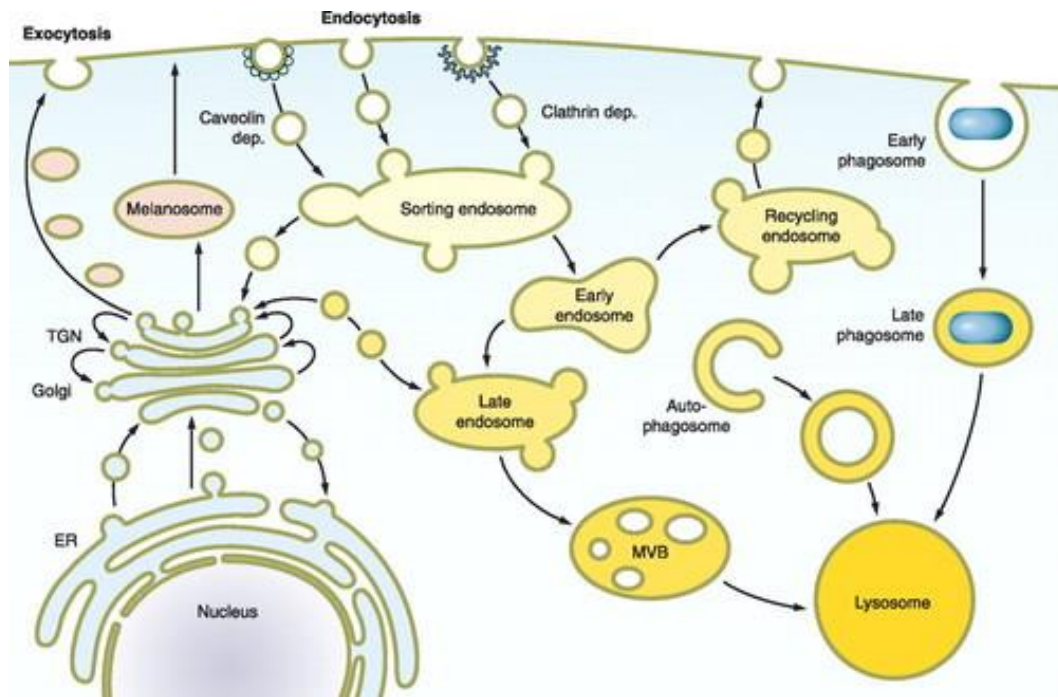 Exocytosis
Endocytosis
Caveolin
dep.
Clathrin dep.
Early
phagosome
Melanosome
Sorting endosome
Recycling
endosome
Early
endosome
TGN
Late
phagosome
Golgi
Late
endosome
Auto-
phagosome
ER
MVB
Nucleus
Lysosome